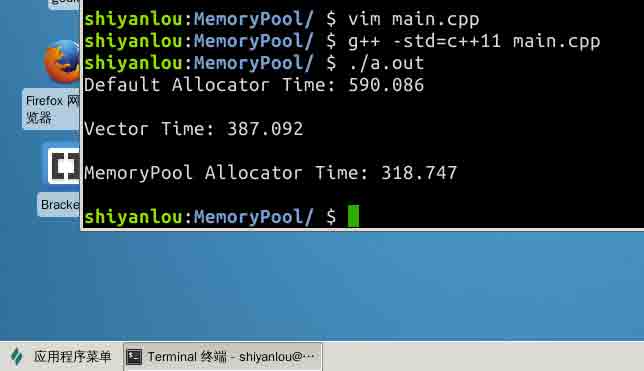 shiyanlou:MemoryPool/ $ vim main.cpp
shiyanlou:MemoryPool/ $ g++ -std=c++11 main.cpp
shiyanlou:MemoryPool/ $ ./a.out
Default Allocator Time: 590.086
Vector Time: 387.092
MemoryPool Allocator Time: 318.747
shiyanlou:MemoryPool/ $
Firefox 网
览器
Bracke
应用程序菜单
Terminal 终端 - shiyanlou@···